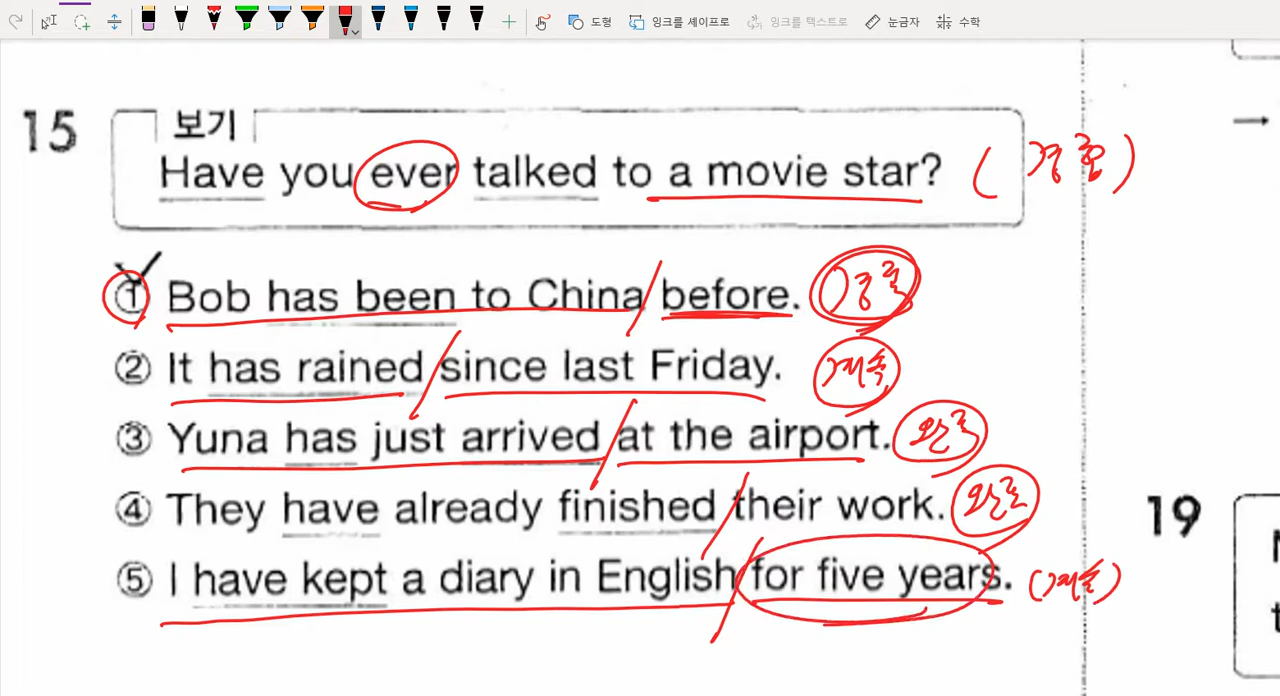 도형 잉크를 셰이프로 잉크를 텍스트로 눈금자 수학
15
보기
Have you ever talked to a movie star? (경험)
① Bob has been to China / before. 경험
② It has rained / since last Friday. 계속
③ Yuna has just arrived / at the airport. 완료
④ They have already finished / their work. 완료
⑤ I have kept a diary in English / for five years. (계속)
→
19